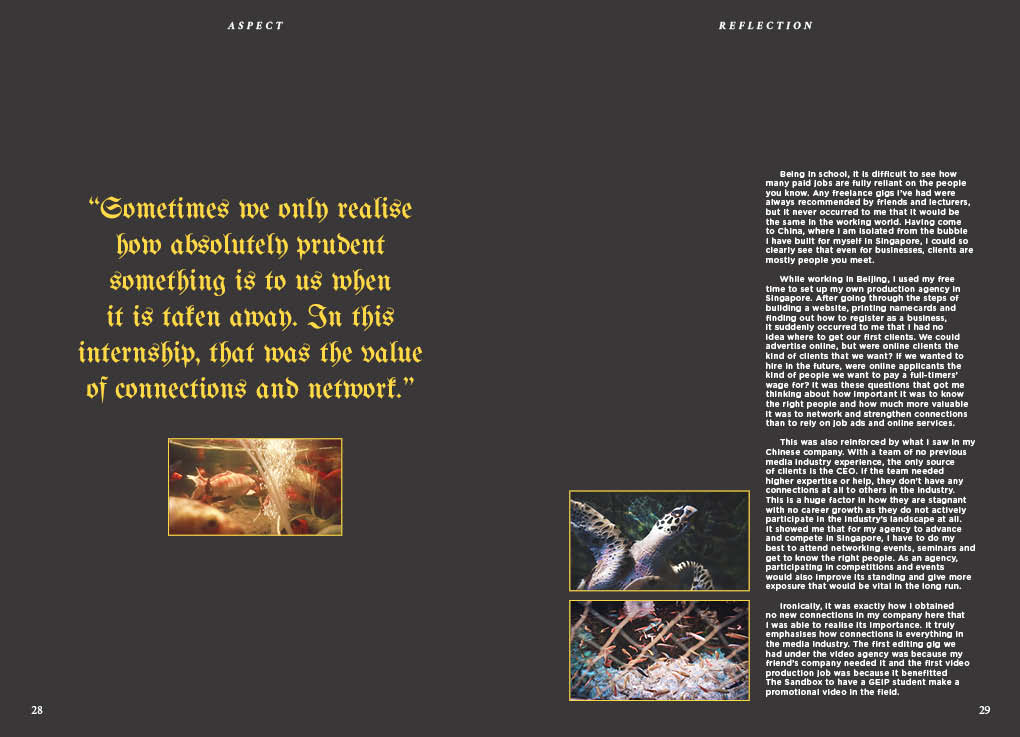 ASPECT
REFLECTION
“Sometimes we only realise
how absolutely prudent
something is to us when
it is taken away. In this
internship, that was the value
of connections and network.”
Being in school, it is difficult to see how
many paid jobs are fully reliant on the people
you know. Any freelance gigs I’ve had were
always recommended by friends and lecturers,
but it never occurred to me that it would be
the same in the working world. Having come
to China, where I am isolated from the bubble
I have built for myself in Singapore, I could so
clearly see that even for businesses, clients are
mostly people you meet.
While working in Beijing, I used my free
time to set up my own production agency in
Singapore. After going through the steps of
building a website, printing namecards and
finding out how to register as a business,
it suddenly occurred to me that I had no
idea where to get our first clients. We could
advertise online, but were online clients the
kind of clients that we want? If we wanted to
hire in the future, were online applicants the
kind of people we want to pay a full-timers’
wage for? It was these questions that got me
thinking about how important it was to know
the right people and how much more valuable
it was to network and strengthen connections
than to rely on job ads and online services.
This was also reinforced by what I saw in my
Chinese company. With a team of no previous
media industry experience, the only source
of clients is the CEO. If the team needed
higher expertise or help, they don’t have any
connections at all to others in the industry.
This is a huge factor in how they are stagnant
with no career growth as they do not actively
participate in the industry’s landscape at all.
It showed me that for my agency to advance
and compete in Singapore, I have to do my
best to attend networking events, seminars and
get to know the right people. As an agency,
participating in competitions and events
would also improve its standing and give more
exposure that would be vital in the long run.
Ironically, it was exactly how I obtained
no new connections in my company here that
I was able to realise its importance. It truly
emphasises how connections is everything in
the media industry. The first editing gig we
had under the video agency was because my
friend’s company needed it and the first video
production job was because it benefitted
The Sandbox to have a GEIP student make a
promotional video in the field.
28
29